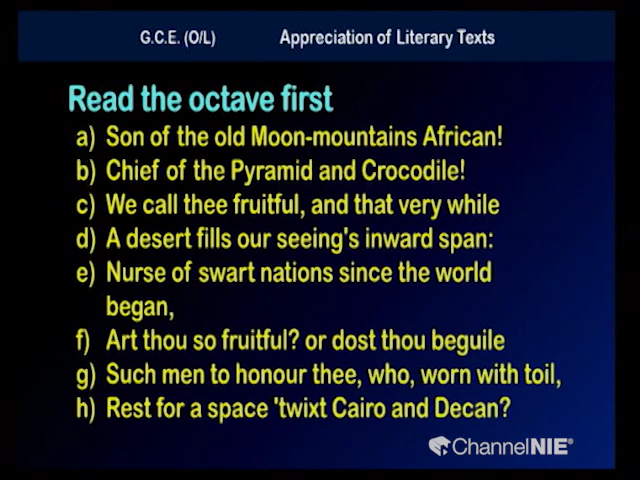 G.C.E. (O/L) Appreciation of Literary Texts
Read the octave first
a) Son of the old Moon-mountains African!
b) Chief of the Pyramid and Crocodile!
c) We call thee fruitful, and that very while
d) A desert fills our seeing's inward span:
e) Nurse of swart nations since the world
began,
f) Art thou so fruitful? or dost thou beguile
g) Such men to honour thee, who, worn with toil,
h) Rest for a space 'twixt Cairo and Decan?
ChannelNIE®